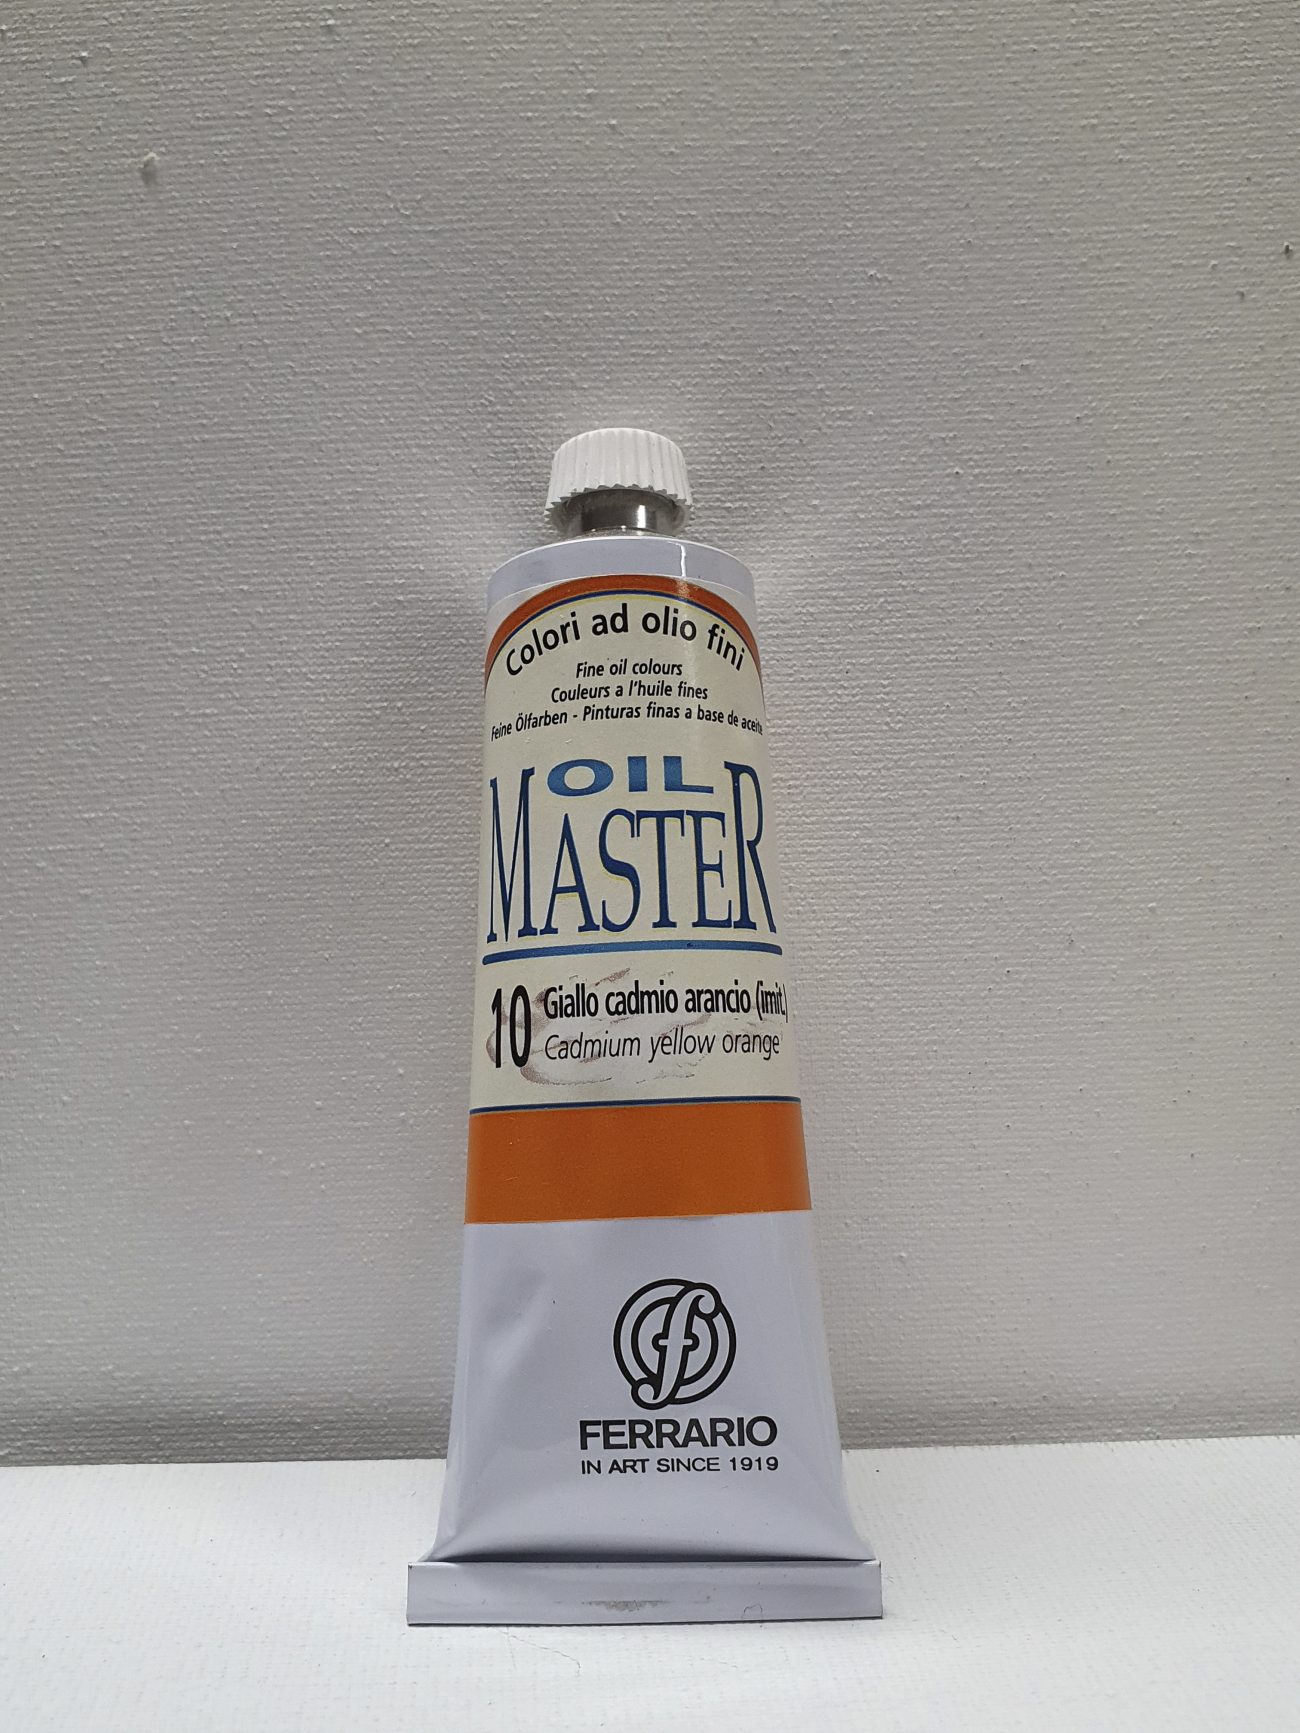 Colori ad olio fini
Fine oil colours
Couleurs a l'huile fines
Feine Ölfarben - Pinturas finas a base de aceite
OIL
MASTER
10 Giallo cadmio arancio (imit.)
Cadmium yellow orange
f
FERRARIO
IN ART SINCE 1919